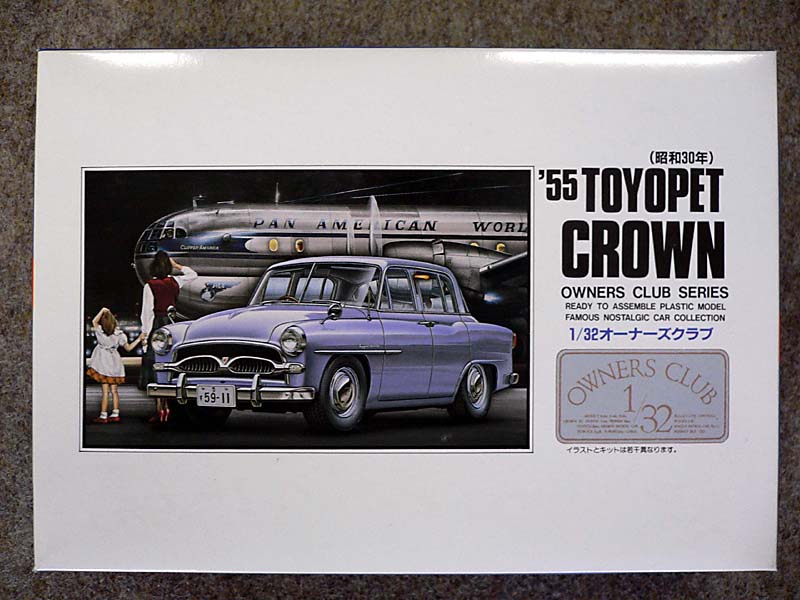 (昭和30年)
'55 TOYOPET
CROWN
OWNERS CLUB SERIES
READY TO ASSEMBLE PLASTIC MODEL
FAMOUS NOSTALGIC CAR COLLECTION
1/32オーナーズクラブ
OWNERS CLUB
1/32
イラストとキットは若干異なります。
PAN AMERICAN WORL
CLIPPER AMERICA
59-11